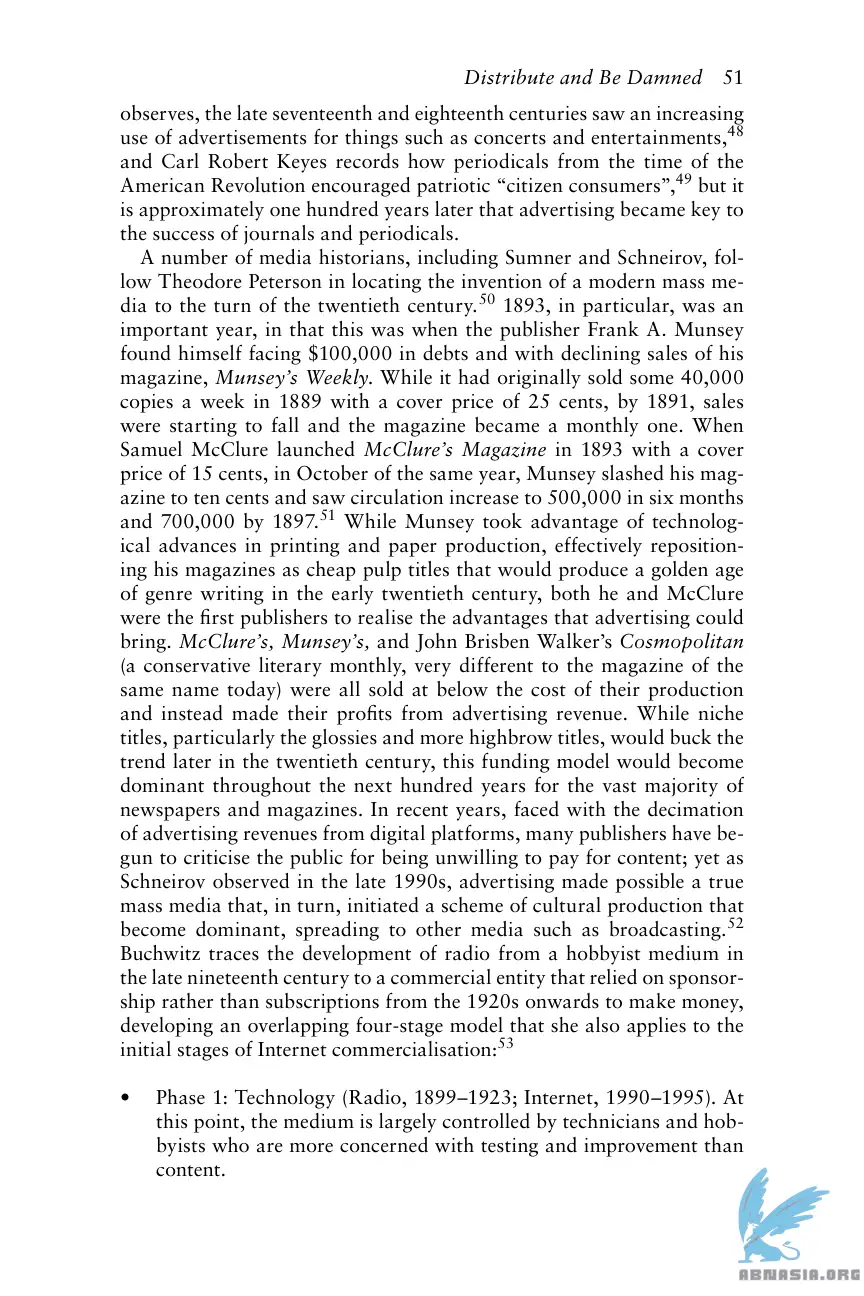 Distribute and Be Damned 51
observes, the late seventeenth and eighteenth centuries saw an increasing
use of advertisements for things such as concerts and entertainments,48
and Carl Robert Keyes records how periodicals from the time of the
American Revolution encouraged patriotic “citizen consumers”,49 but it
is approximately one hundred years later that advertising became key to
the success of journals and periodicals.
A number of media historians, including Sumner and Schneirov, fol-
low Theodore Peterson in locating the invention of a modern mass me-
dia to the turn of the twentieth century.50 1893, in particular, was an
important year, in that this was when the publisher Frank A. Munsey
found himself facing $100,000 in debts and with declining sales of his
magazine, Munsey’s Weekly. While it had originally sold some 40,000
copies a week in 1889 with a cover price of 25 cents, by 1891, sales
were starting to fall and the magazine became a monthly one. When
Samuel McClure launched McClure’s Magazine in 1893 with a cover
price of 15 cents, in October of the same year, Munsey slashed his mag-
azine to ten cents and saw circulation increase to 500,000 in six months
and 700,000 by 1897.51 While Munsey took advantage of technolog-
ical advances in printing and paper production, effectively reposition-
ing his magazines as cheap pulp titles that would produce a golden age
of genre writing in the early twentieth century, both he and McClure
were the first publishers to realise the advantages that advertising could
bring. McClure’s, Munsey’s, and John Brisben Walker’s Cosmopolitan
(a conservative literary monthly, very different to the magazine of the
same name today) were all sold at below the cost of their production
and instead made their profits from advertising revenue. While niche
titles, particularly the glossies and more highbrow titles, would buck the
trend later in the twentieth century, this funding model would become
dominant throughout the next hundred years for the vast majority of
newspapers and magazines. In recent years, faced with the decimation
of advertising revenues from digital platforms, many publishers have be-
gun to criticise the public for being unwilling to pay for content; yet as
Schneirov observed in the late 1990s, advertising made possible a true
mass media that, in turn, initiated a scheme of cultural production that
become dominant, spreading to other media such as broadcasting.52
Buchwitz traces the development of radio from a hobbyist medium in
the late nineteenth century to a commercial entity that relied on sponsor-
ship rather than subscriptions from the 1920s onwards to make money,
developing an overlapping four-stage model that she also applies to the
initial stages of Internet commercialisation:53
• Phase 1: Technology (Radio, 1899–1923; Internet, 1990–1995). At
this point, the medium is largely controlled by technicians and hob-
byists who are more concerned with testing and improvement than
content.
ABNASIA.ORG